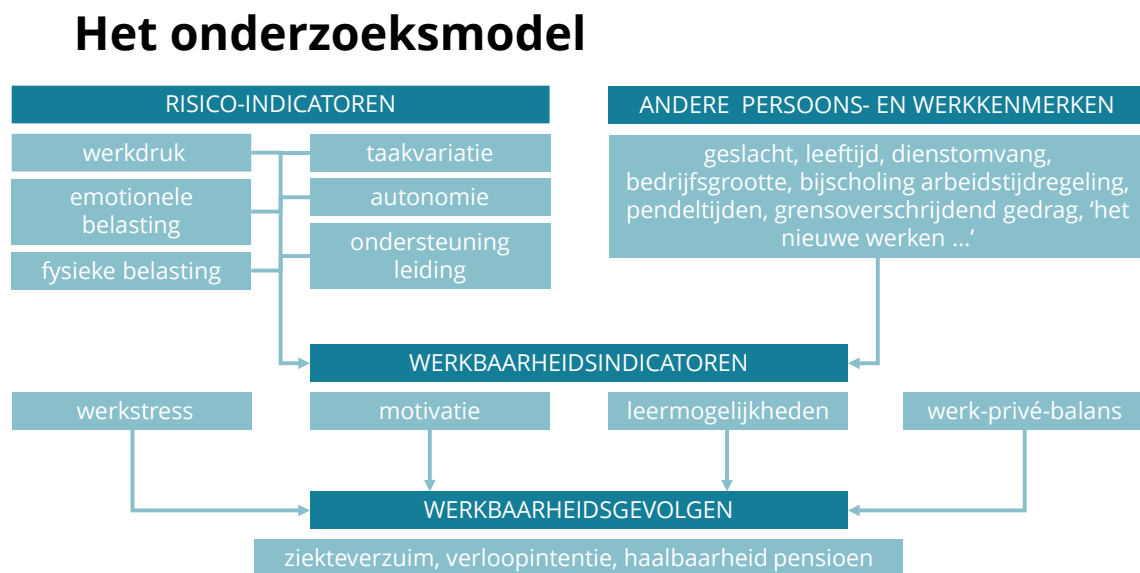 Het onderzoeksmodel
RISICO-INDICATOREN
werkdruk
taakvariatie
emotionele
belasting
autonomie
fysieke belasting
ondersteuning
leiding
ANDERE PERSOONS- EN WERKKENMERKEN
geslacht, leeftijd, dienstomvang,
bedrijfsgrootte, bijscholing arbeidstijdregeling,
pendeltijden, grensoverschrijdend gedrag, ‘het
nieuwe werken ...’
WERKBAARHEIDSINDICATOREN
werkstress
motivatie
leermogelijkheden
werk-privé-balans
WERKBAARHEIDSGEVOLGEN
ziekteverzuim, verloopintentie, haalbaarheid pensioen